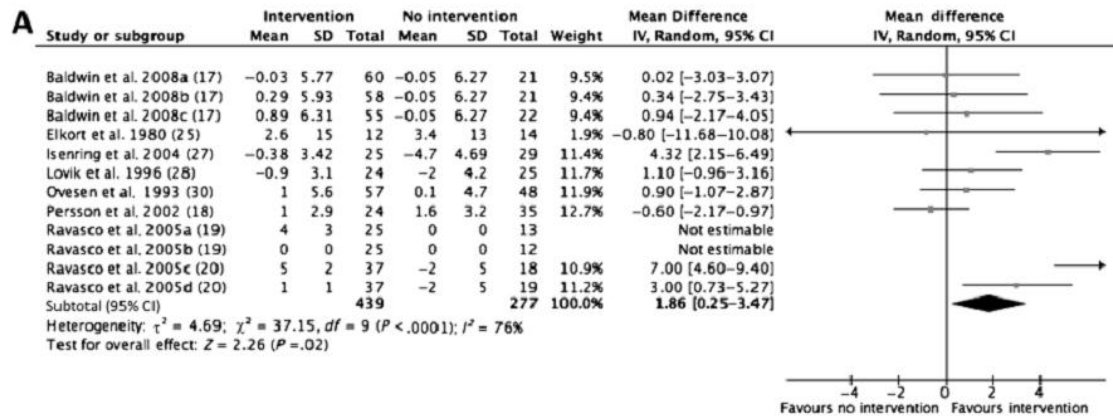 A
Intervention No intervention Mean Difference Mean difference
Study or subgroup Mean SD Total Mean SD Total Weight IV, Random, 95% CI IV, Random, 95% CI
Baldwin et al. 2008a (17) −0.03 5.77 60 −0.05 6.27 21 9.5% 0.02 [−3.03–3.07)
Baldwin et al. 2008b (17) 0.29 5.93 58 −0.05 6.27 21 9.4% 0.34 [−2.75–3.43)
Baldwin et al. 2008c (17) 0.89 6.31 55 −0.05 6.27 22 9.2% 0.94 [−2.17–4.05]
Elkort et al. 1980 (25) 2.6 15 12 3.4 13 14 1.9% −0.80 [−11.68–10.08]
Isenring et al. 2004 (27) −0.38 3.42 25 −4.7 4.69 29 11.4% 4.32 [2.15–6.49]
Lovik et al. 1996 (28) −0.9 3.1 24 −2 4.2 25 11.7% 1.10 [−0.96–3.16]
Ovesen et al. 1993 (30) 1 5.6 57 0.1 4.7 48 11.9% 0.90 [−1.07–2.87]
Persson et al. 2002 (18) 1 2.9 24 1.6 3.2 35 12.7% −0.60 [−2.17–0.97]
Ravasco et al. 2005a (19) 4 3 25 0 0 13 Not estimable
Ravasco et al. 2005b (19) 0 0 25 0 0 12 Not estimable
Ravasco et al. 2005c (20) 5 2 37 −2 5 18 10.9% 7.00 [4.60–9.40]
Ravasco et al. 2005d (20) 1 1 37 −2 5 19 11.2% 3.00 [0.73–5.27]
Subtotal (95% CI) 439 277 100.0% 1.86 [0.25–3.47]
Heterogeneity: τ² = 4.69; χ² = 37.15, df = 9 (P <.0001); I² = 76%
Test for overall effect: Z = 2.26 (P =.02)
−4 −2 0 2 4
Favours no intervention Favours intervention